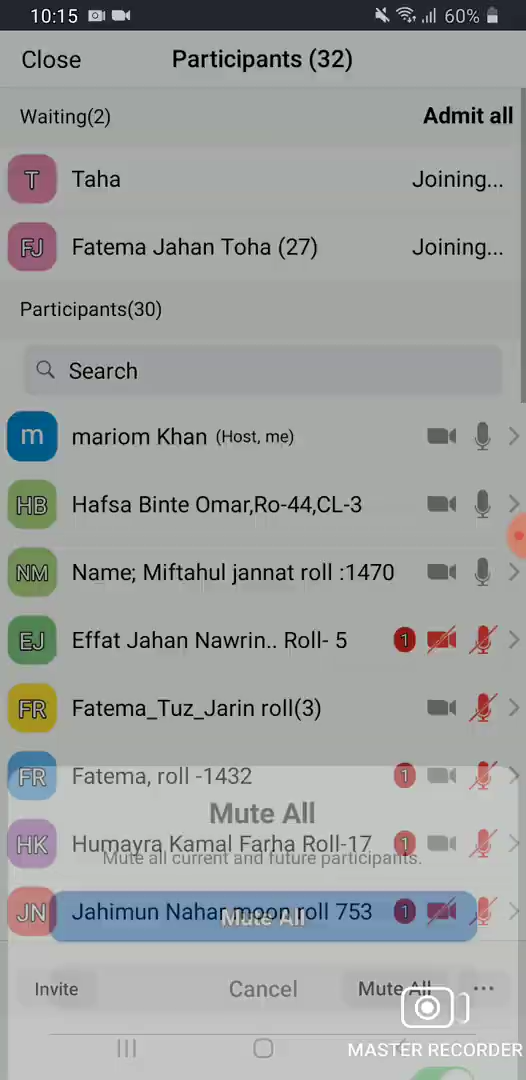 10:15 60%
Close Participants (32)
Waiting(2) Admit all
T Taha Joining...
FJ Fatema Jahan Toha (27) Joining...
Participants(30)
Search
m mariom Khan (Host, me)
HB Hafsa Binte Omar,Ro-44,CL-3
NM Name; Miftahul jannat roll :1470
EJ Effat Jahan Nawrin.. Roll- 5 1
FR Fatema_Tuz_Jarin roll(3)
FR Fatema, roll -1432 1
Mute All
HK Humayra Kamal Farha Roll-17 1
Mute all current and future participants.
JN Jahimun Nahar moon roll 753 1
Mute All
Invite Cancel Mute All ...
MASTER RECORDER